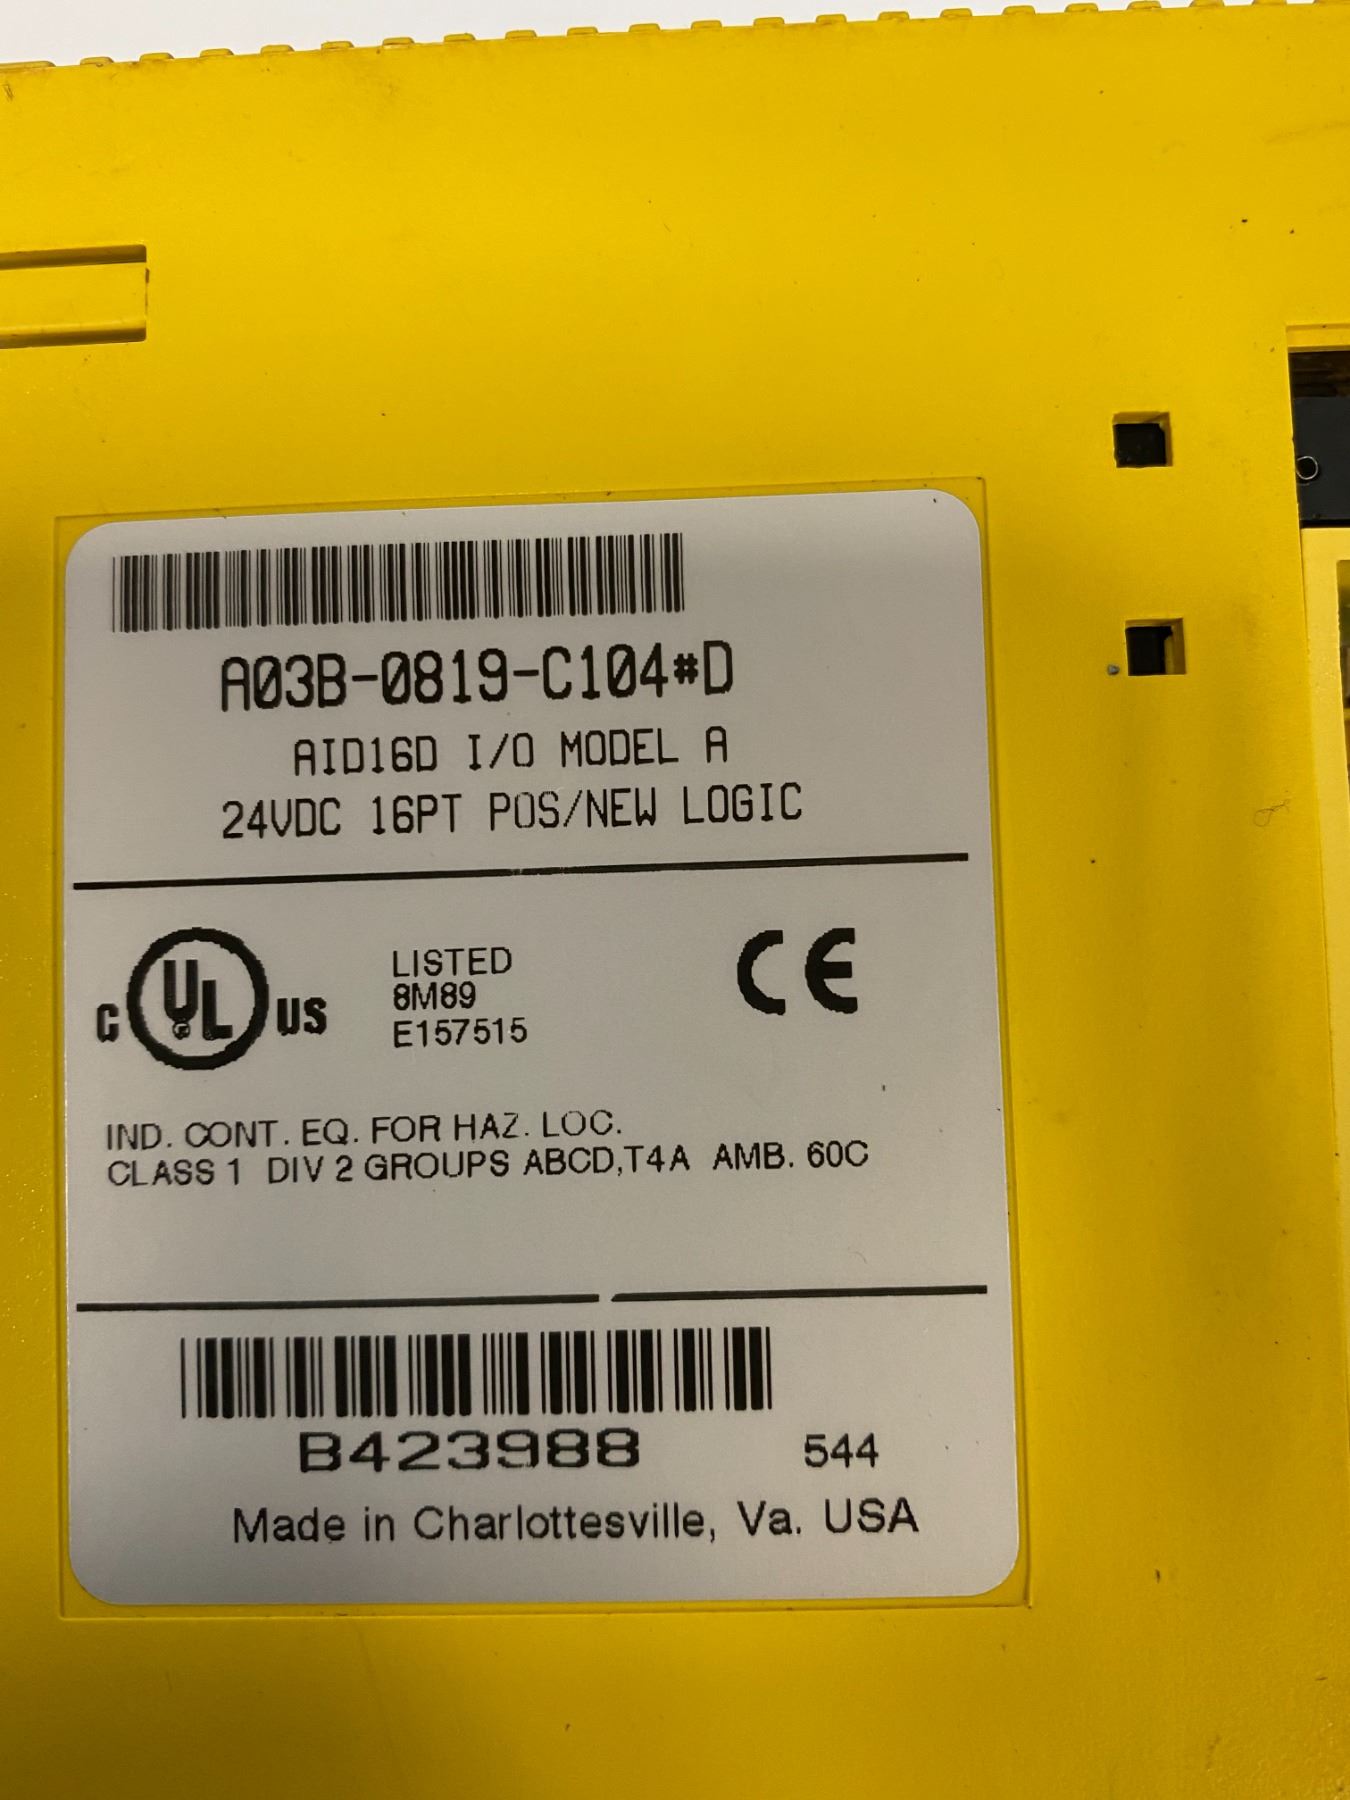 A03B-0819-C104*D
AID16D I/O MODEL A
24VDC 16PT POS/NEW LOGIC
C UL US
LISTED
8M89
E157515
CE
IND. CONT. EQ. FOR HAZ. LOC.
CLASS 1 DIV 2 GROUPS ABCD,T4A AMB. 60C
B423988 544
Made in Charlottesville, Va. USA